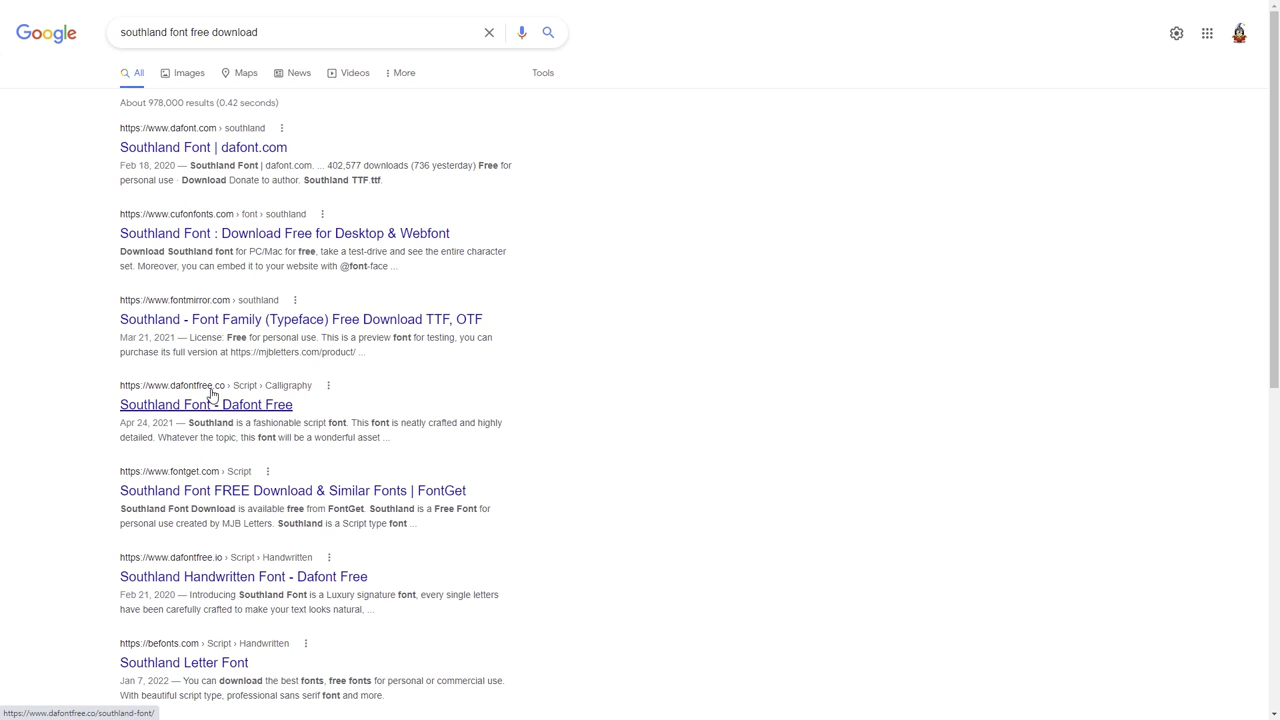 Google
southland font free download
All
Images
Maps
News
Videos
More
Tools
About 978,000 results (0.42 seconds)
https://www.dafont.com › southland
Southland Font | dafont.com
Feb 18, 2020 — Southland Font | dafont.com. ... 402,577 downloads (736 yesterday) Free for
personal use · Download Donate to author. Southland TTF.ttf.
https://www.cufonfonts.com › font › southland
Southland Font : Download Free for Desktop & Webfont
Download Southland font for PC/Mac for free, take a test-drive and see the entire character
set. Moreover, you can embed it to your website with @font-face ...
https://www.fontmirror.com › southland
Southland - Font Family (Typeface) Free Download TTF, OTF
Mar 21, 2021 — License: Free for personal use. This is a preview font for testing, you can
purchase its full version at https://mjbletters.com/product/ ...
https://www.dafontfree.co › Script › Calligraphy
Southland Font - Dafont Free
Apr 24, 2021 — Southland is a fashionable script font. This font is neatly crafted and highly
detailed. Whatever the topic, this font will be a wonderful asset ...
https://www.fontget.com › Script
Southland Font FREE Download & Similar Fonts | FontGet
Southland Font Download is available free from FontGet. Southland is a Free Font for
personal use created by MJB Letters. Southland is a Script type font ...
https://www.dafontfree.io › Script › Handwritten
Southland Handwritten Font - Dafont Free
Feb 21, 2020 — Introducing Southland Font is a Luxury signature font, every single letters
have been carefully crafted to make your text looks natural, ...
https://befonts.com › Script › Handwritten
Southland Letter Font
Jan 7, 2022 — You can download the best fonts, free fonts for personal or commercial use.
With beautiful script type, professional sans serif font and more.
https://www.dafontfree.co/southland-font/